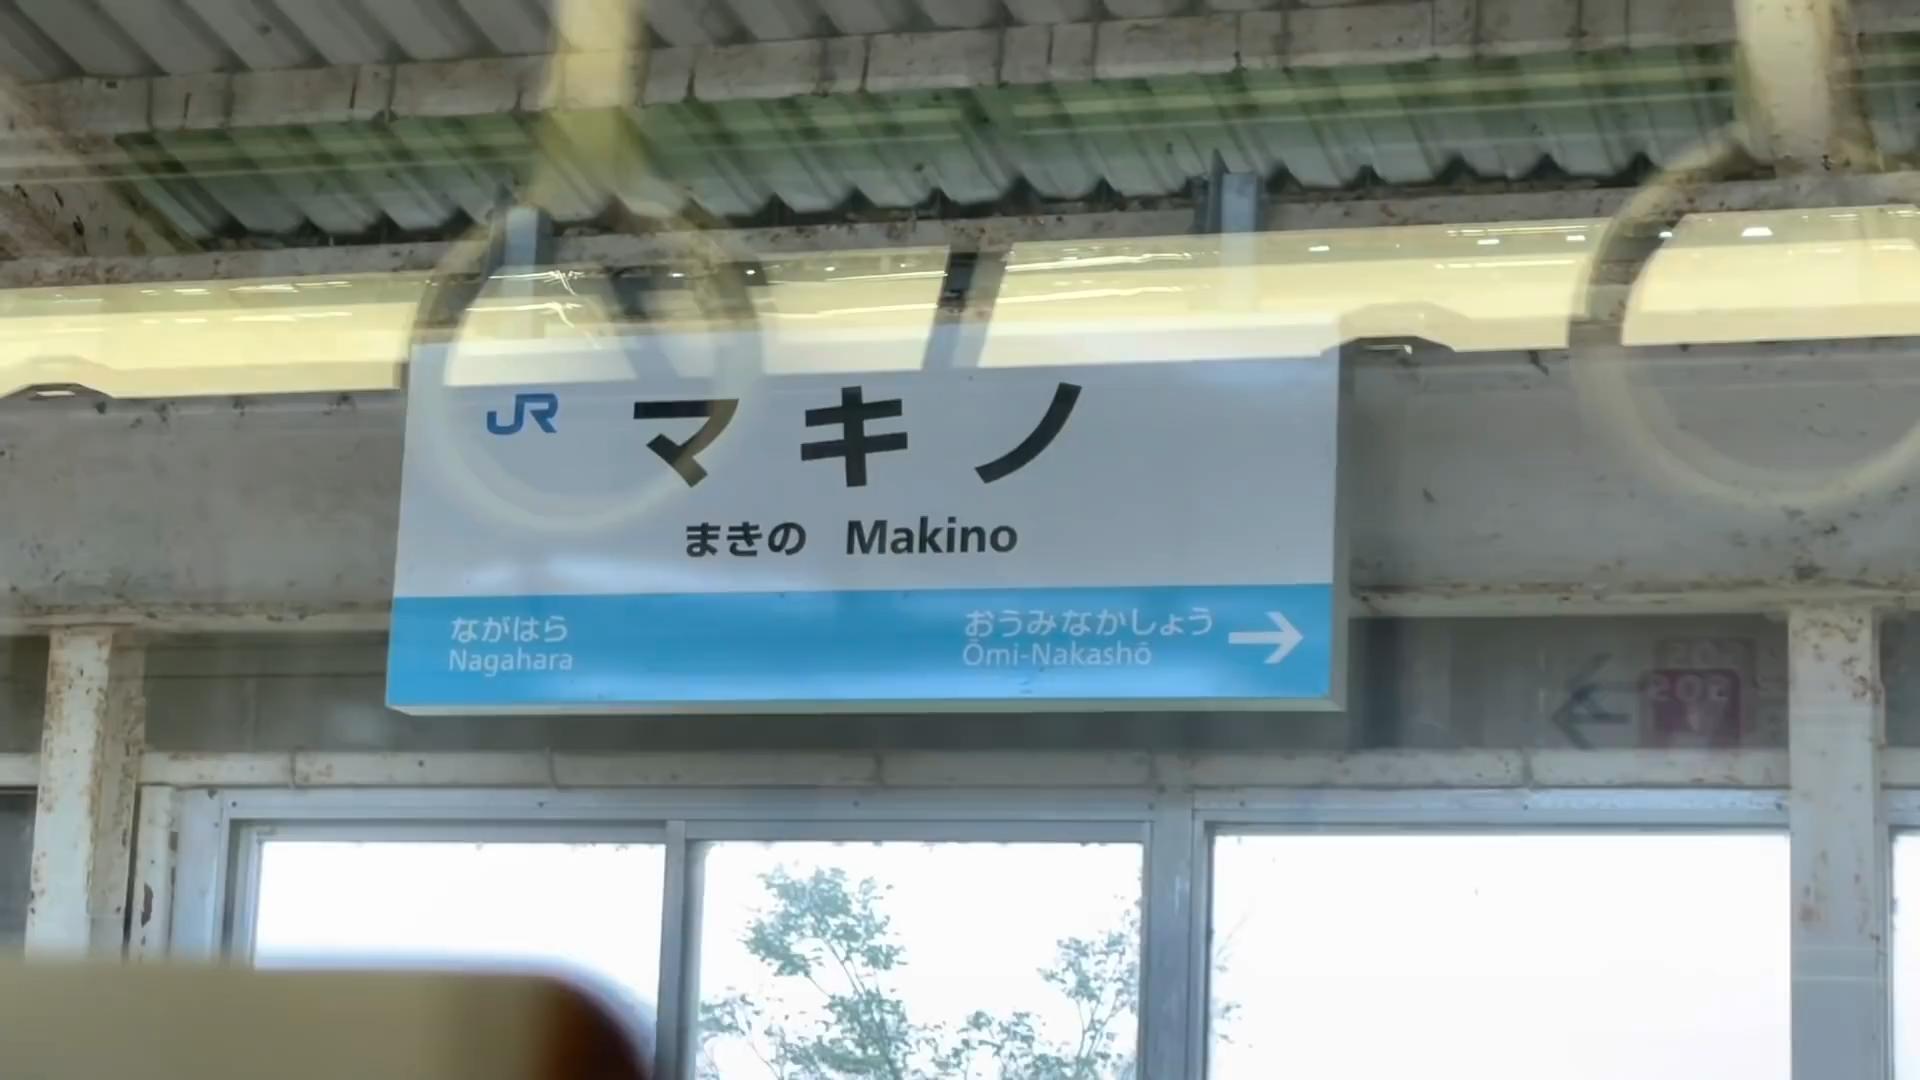 JR マキノ
まきの Makino
ながはら
Nagahara
おうみなかしょう →
Ōmi-Nakashō